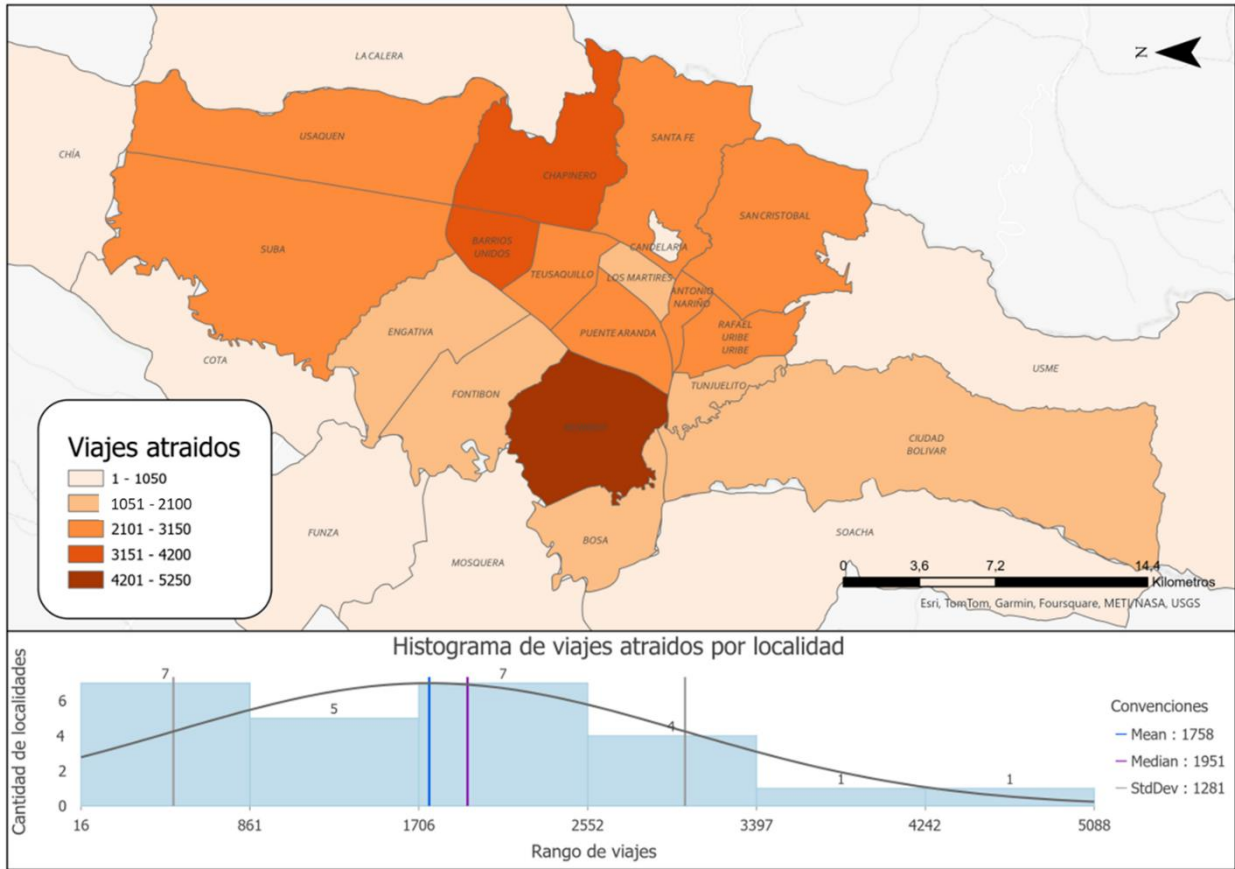 LA CALERA
N
USAQUEN
SANTA FE
CHÍA
CHAPINERO
SAN CRISTOBAL
SUBA
BARRIOS
UNIDOS
CANDELARIA
TEUSAQUILLO
LOS MARTIRES
ANTONIO
NARIÑO
ENGATIVA
PUENTE ARANDA
RAFAEL
URIBE
URIBE
COTA
USME
TUNJUELITO
FONTIBON
CIUDAD
BOLIVAR
FUNZA
MOSQUERA
BOSA
SOACHA
Viajes atraidos
1 - 1050
1051 - 2100
2101 - 3150
3151 - 4200
4201 - 5250
0 3,6 7,2 14,4
Kilometros
Esri, TomTom, Garmin, Foursquare, METI/NASA, USGS
Histograma de viajes atraidos por localidad
Cantidad de localidades
6
4
2
0
7
5
7
4
1
1
16 861 1706 2552 3397 4242 5088
Rango de viajes
Convenciones
Mean : 1758
Median : 1951
StdDev : 1281